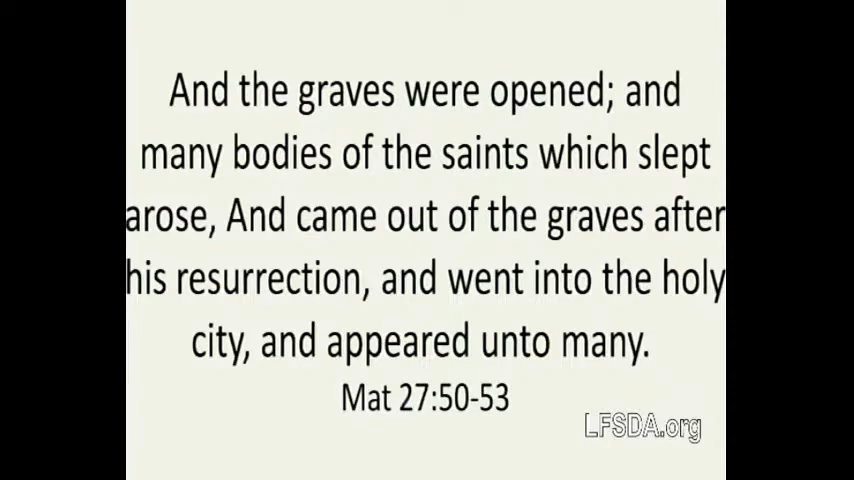 And the graves were opened; and
many bodies of the saints which slept
arose, And came out of the graves after
his resurrection, and went into the holy
city, and appeared unto many.
Mat 27:50-53
LFSDA.org